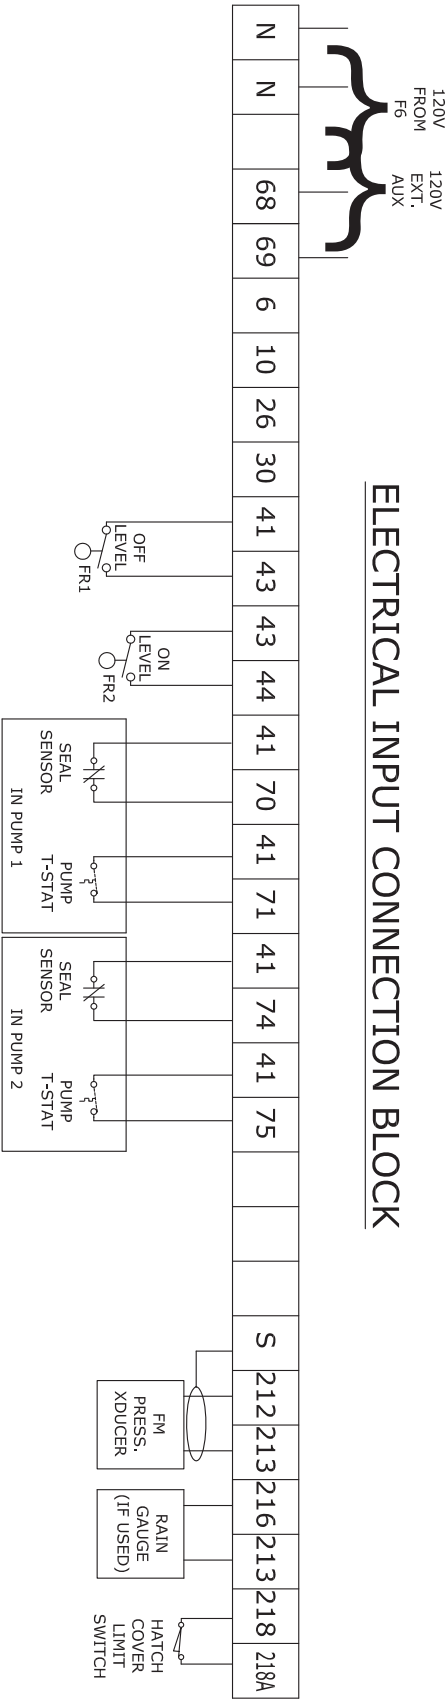 ELECTRICAL INPUT CONNECTION BLOCK
120V
FROM
F6
120V
EXT.
AUX
N
N
68
69
6
10
26
30
41
43
43
44
41
70
41
71
41
74
41
75
S
212
213
216
213
218
218A
OFF
LEVEL
FR1
ON
LEVEL
FR2
SEAL
SENSOR
PUMP
T-STAT
IN PUMP 1
SEAL
SENSOR
PUMP
T-STAT
IN PUMP 2
FM
PRESS.
XDUCER
RAIN
GAUGE
(IF USED)
HATCH
COVER
LIMIT
SWITCH